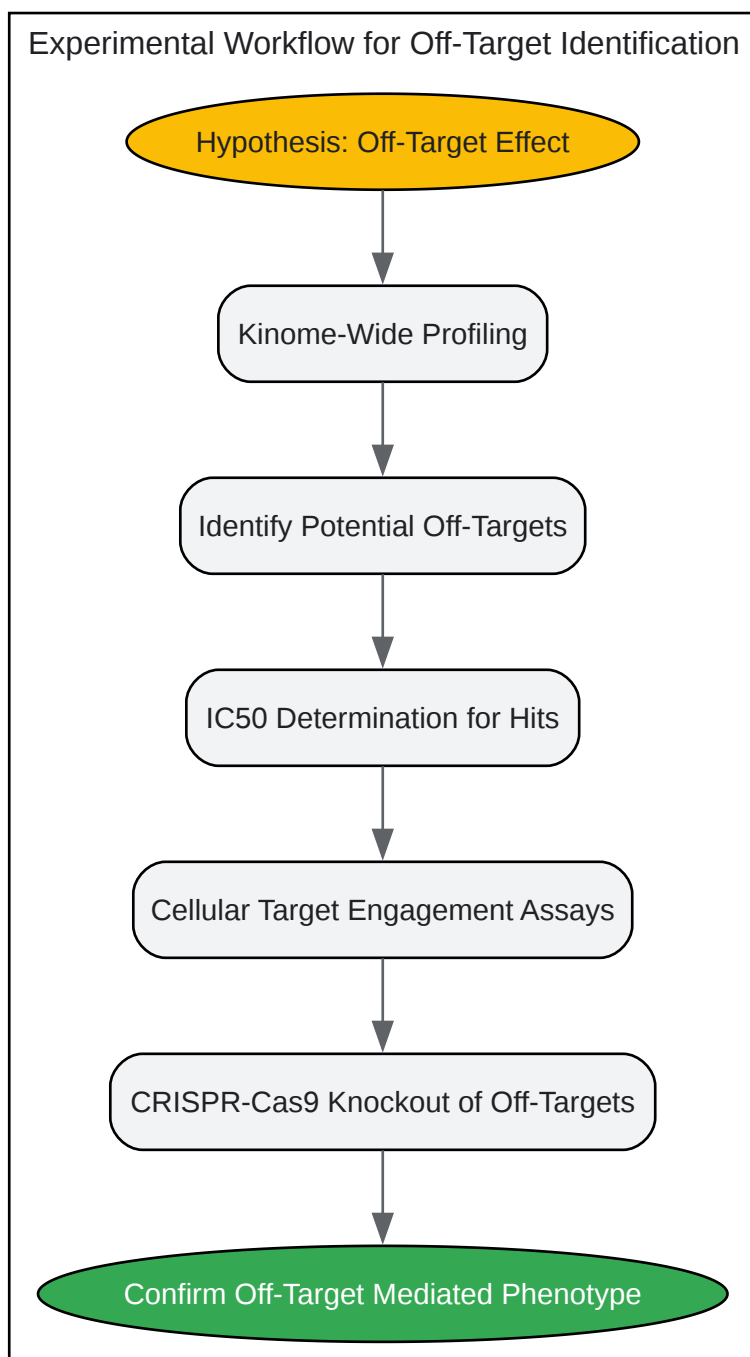 Experimental Workflow for Off-Target Identification
Hypothesis: Off-Target Effect
Kinome-Wide Profiling
Identify Potential Off-Targets
IC50 Determination for Hits
Cellular Target Engagement Assays
CRISPR-Cas9 Knockout of Off-Targets
Confirm Off-Target Mediated Phenotype